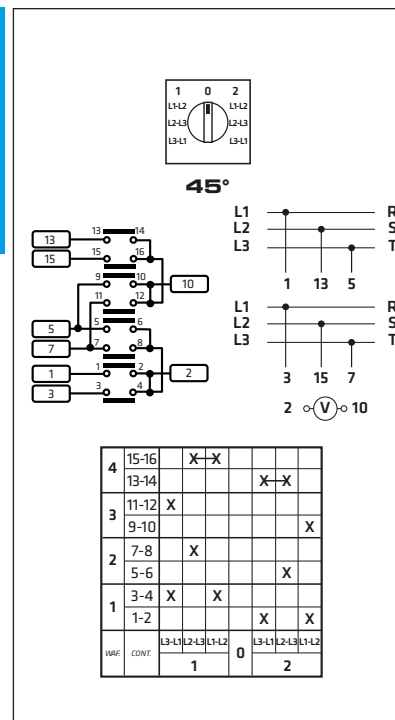 1 0 2
L1-L2 L1-L2
L2-L3 L2-L3
L3-L1 L3-L1
45°
13 14
13
15 16
15
9 10
10
11 12
5 6
5
7 8
7
1 2
1 2
3 4
3
L1 R
L2 S
L3 T
1 13 5
L1 R
L2 S
L3 T
3 15 7
2 V 10
4 15-16 X X
13-14 X X
3 11-12 X
9-10 X
2 7-8 X
5-6 X
1 3-4 X X
1-2 X X
WAF. CONT. L3-L1 L2-L3 L1-L2 0 L3-L1 L2-L3 L1-L2
1 2